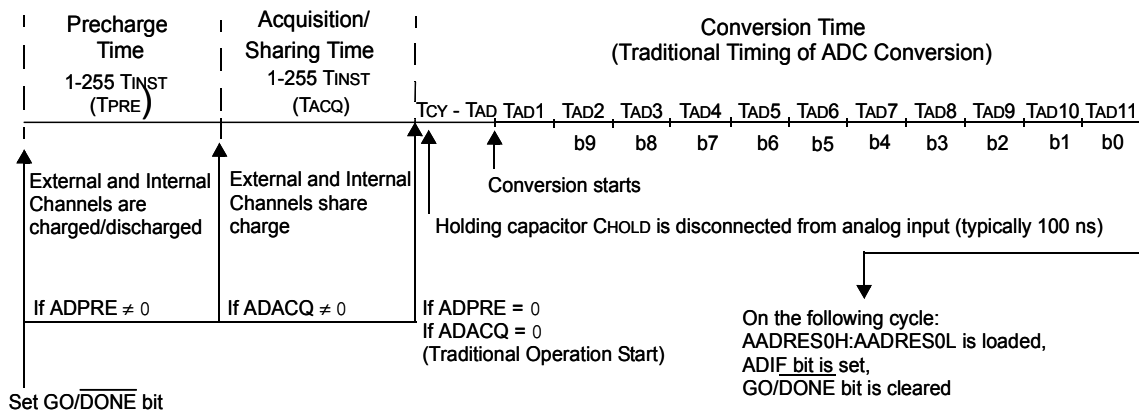 Precharge
Time
1-255 TINST
(TPRE)
Acquisition/
Sharing Time
1-255 TINST
(TACQ)
Conversion Time
(Traditional Timing of ADC Conversion)
TCY - TAD TAD1 TAD2 TAD3 TAD4 TAD5 TAD6 TAD7 TAD8 TAD9 TAD10 TAD11
b9 b8 b7 b6 b5 b4 b3 b2 b1 b0
External and Internal
Channels are
charged/discharged
External and Internal
Channels share
charge
Conversion starts
Holding capacitor CHOLD is disconnected from analog input (typically 100 ns)
If ADPRE ≠ 0
If ADACQ ≠ 0
If ADPRE = 0
If ADACQ = 0
(Traditional Operation Start)
On the following cycle:
AADRES0H:AADRES0L is loaded,
ADIF bit is set,
GO/DONE bit is cleared
Set GO/DONE bit